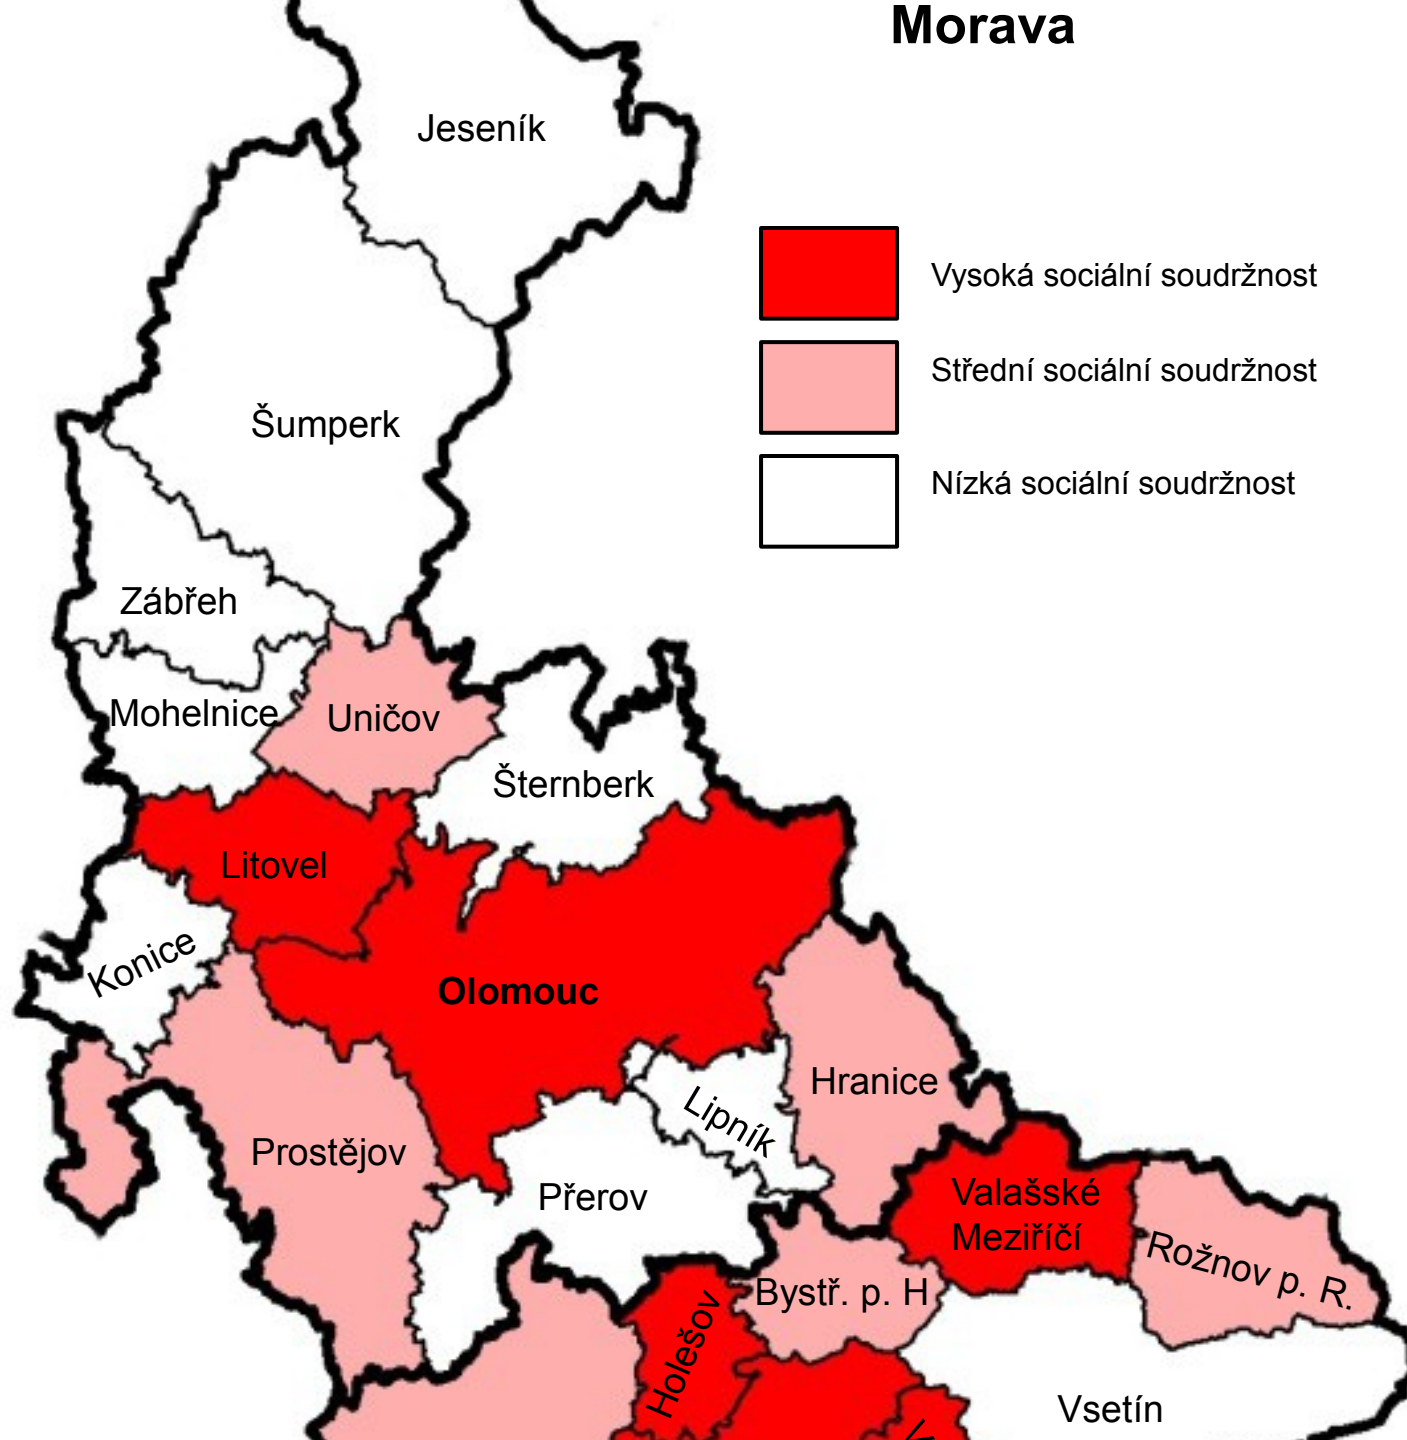 Morava
Jeseník
Vysoká sociální soudržnost
Střední sociální soudržnost
Šumperk
Nízká sociální soudržnost
Zábřeh
Mohelnice
Uničov
Šternberk
Litovel
Konice
Olomouc
Hranice
Lipník
Prostějov
Přerov
Valašské
Meziříčí
Rožnov p. R.
Bystř. p. H
Holešov
Vsetín